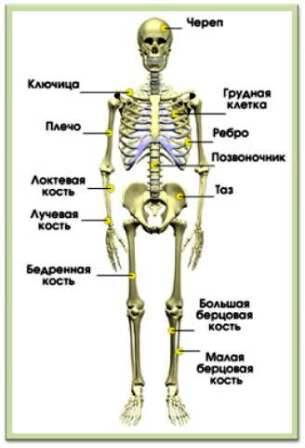 Череп
Ключица
Грудная
клетка
Плечо
Ребро
Позвоночник
Локтевая
кость
Таз
Лучевая
кость
Бедренная
кость
Большая
берцовая
кость
Малая
берцовая
кость